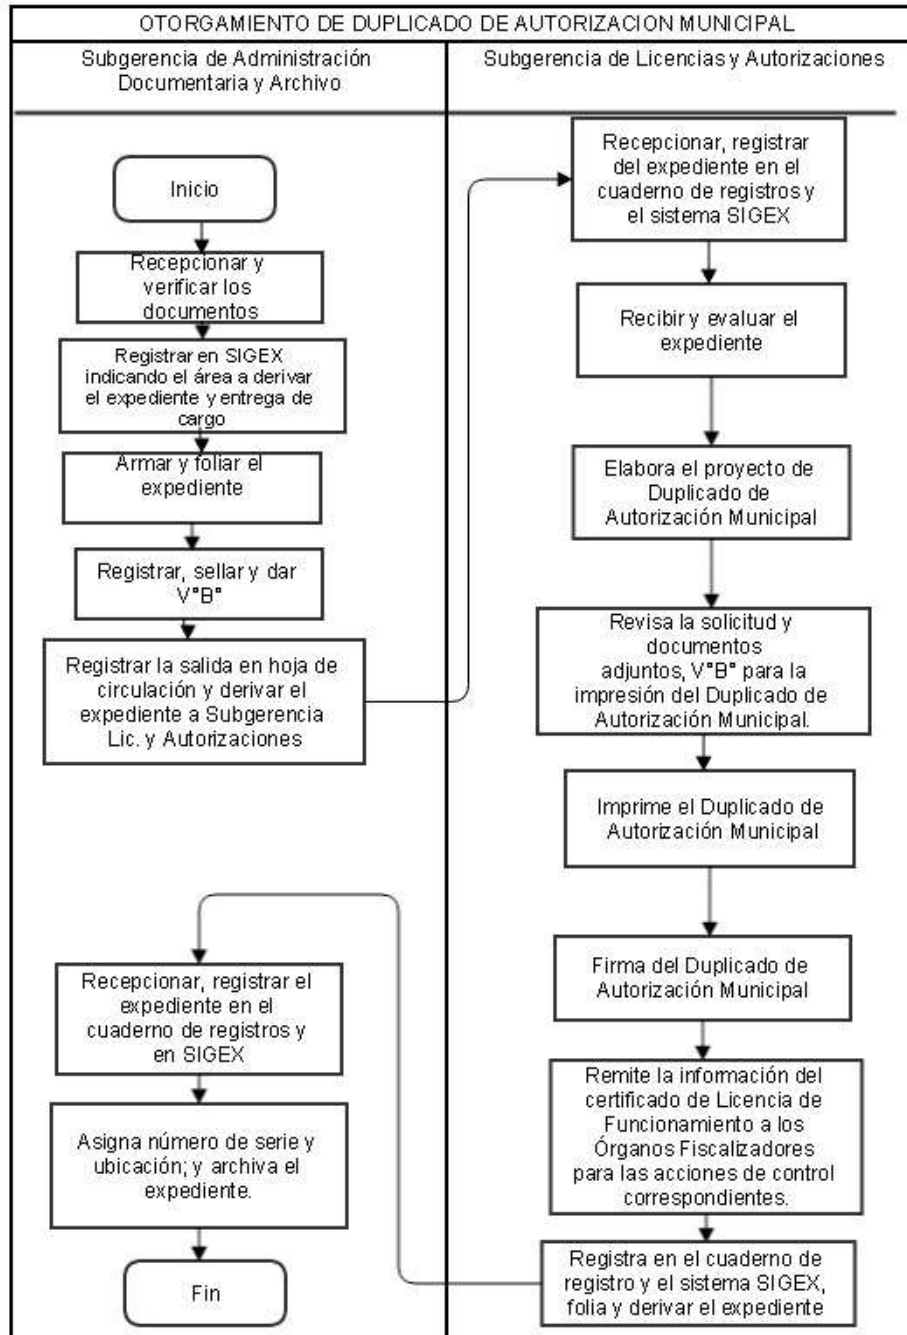 OTORGAMIENTO DE DUPLICADO DE AUTORIZACION MUNICIPAL
Subgerencia de Administración
Documentaria y Archivo
Subgerencia de Licencias y Autorizaciones
Inicio
Recepcionar y
verificar los
documentos
Registrar en SIGEX
indicando el área a derivar
el expediente y entrega de
cargo
Armar y foliar el
expediente
Registrar, sellar y dar
V°B°
Registrar la salida en hoja de
circulación y derivar el
expediente a Subgerencia
Lic. y Autorizaciones
Recepcionar, registrar
del expediente en el
cuaderno de registros y
el sistema SIGEX
Recibir y evaluar el
expediente
Elabora el proyecto de
Duplicado de
Autorización Municipal
Revisa la solicitud y
documentos
adjuntos, V°B° para la
impresión del Duplicado de
Autorización Municipal.
Imprime el Duplicado de
Autorización Municipal
Firma del Duplicado de
Autorización Municipal
Remite la información del
certificado de Licencia de
Funcionamiento a los
Órganos Fiscalizadores
para las acciones de control
correspondientes.
Registra en el cuaderno de
registro y el sistema SIGEX,
folia y derivar el expediente
Recepcionar, registrar el
expediente en el
cuaderno de registros y
en SIGEX
Asigna número de serie y
ubicación; y archiva el
expediente.
Fin